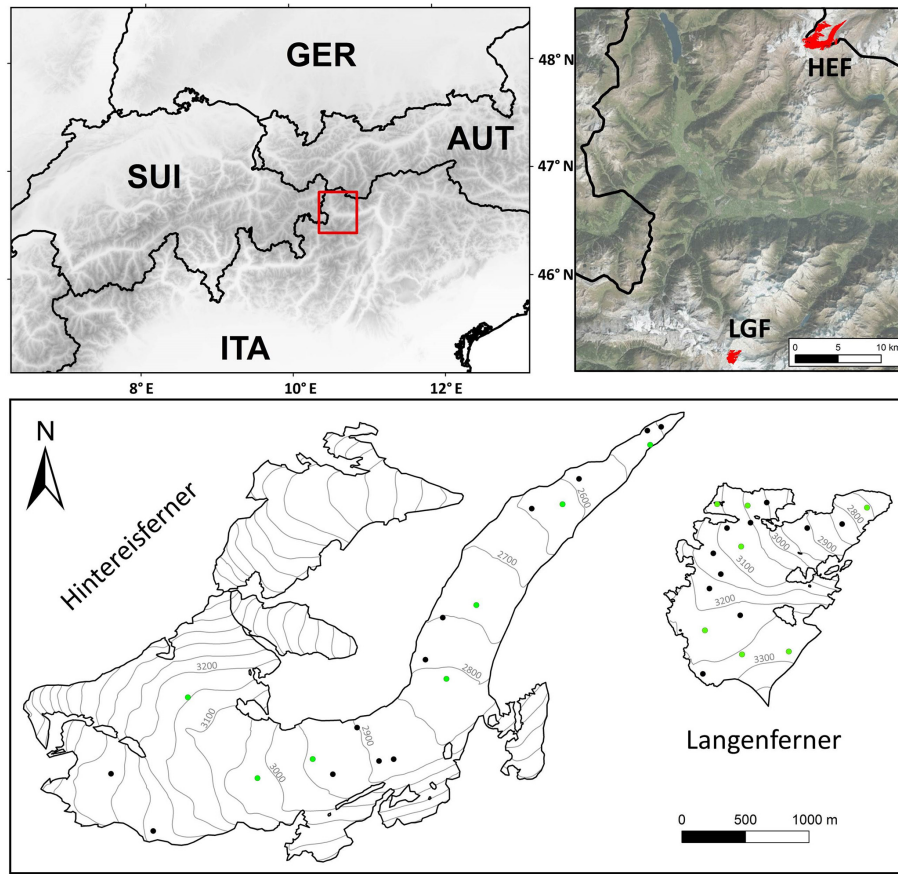 GER
AUT
SUI
ITA
48° N
47° N
46° N
8° E
10° E
12° E
HEF
LGF
0 5 10 km
N
Hintereisferner
2600
2700
2800
2900
3000
3100
3200
2800
2900
3000
3100
3200
3300
Langenferner
0 500 1000 m